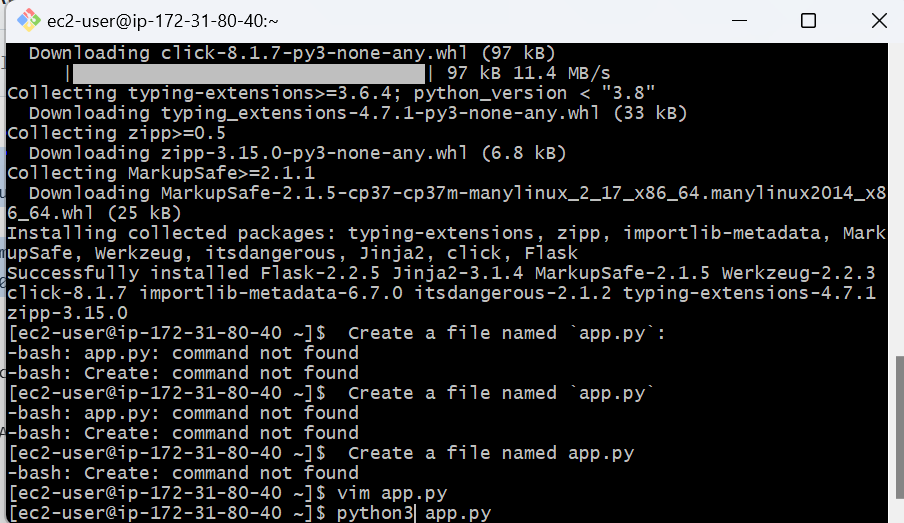 ec2-user@ip-172-31-80-40:~
  Downloading click-8.1.7-py3-none-any.whl (97 kB)
     |████████████████████████████████| 97 kB 11.4 MB/s
Collecting typing-extensions>=3.6.4; python_version < "3.8"
  Downloading typing_extensions-4.7.1-py3-none-any.whl (33 kB)
Collecting zipp>=0.5
  Downloading zipp-3.15.0-py3-none-any.whl (6.8 kB)
Collecting MarkupSafe>=2.1.1
  Downloading MarkupSafe-2.1.5-cp37-cp37m-manylinux_2_17_x86_64.manylinux2014_x8
6_64.whl (25 kB)
Installing collected packages: typing-extensions, zipp, importlib-metadata, Mark
upSafe, Werkzeug, itsdangerous, Jinja2, click, Flask
Successfully installed Flask-2.2.5 Jinja2-3.1.4 MarkupSafe-2.1.5 Werkzeug-2.2.3
click-8.1.7 importlib-metadata-6.7.0 itsdangerous-2.1.2 typing-extensions-4.7.1
zipp-3.15.0
[ec2-user@ip-172-31-80-40 ~]$  Create a file named `app.py`:
-bash: app.py: command not found
-bash: Create: command not found
[ec2-user@ip-172-31-80-40 ~]$  Create a file named `app.py`
-bash: app.py: command not found
-bash: Create: command not found
[ec2-user@ip-172-31-80-40 ~]$  Create a file named app.py
-bash: Create: command not found
[ec2-user@ip-172-31-80-40 ~]$ vim app.py
[ec2-user@ip-172-31-80-40 ~]$ python3 app.py